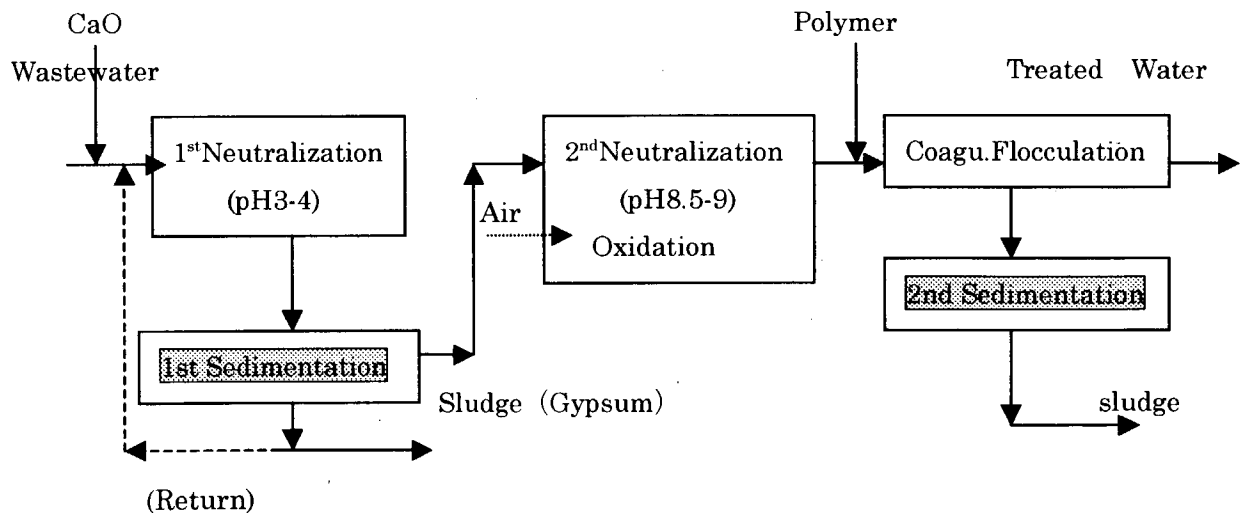 CaO
Wastewater
Polymer
Treated Water
1stNeutralization
(pH3-4)
2ndNeutralization
(pH8.5-9)
Air
Oxidation
Coagu.Flocculation
1st Sedimentation
2nd Sedimentation
Sludge (Gypsum)
sludge
(Return)